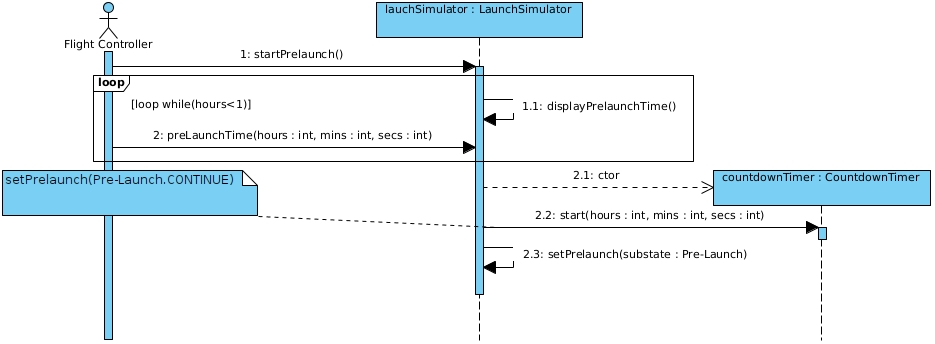 lauchSimulator : LaunchSimulator
Flight Controller
1: startPrelaunch()
loop
[loop while(hours<1)]
1.1: displayPrelaunchTime()
2: preLaunchTime(hours : int, mins : int, secs : int)
setPrelaunch(Pre-Launch.CONTINUE)
2.1: ctor
countdownTimer : CountdownTimer
2.2: start(hours : int, mins : int, secs : int)
2.3: setPrelaunch(substate : Pre-Launch)